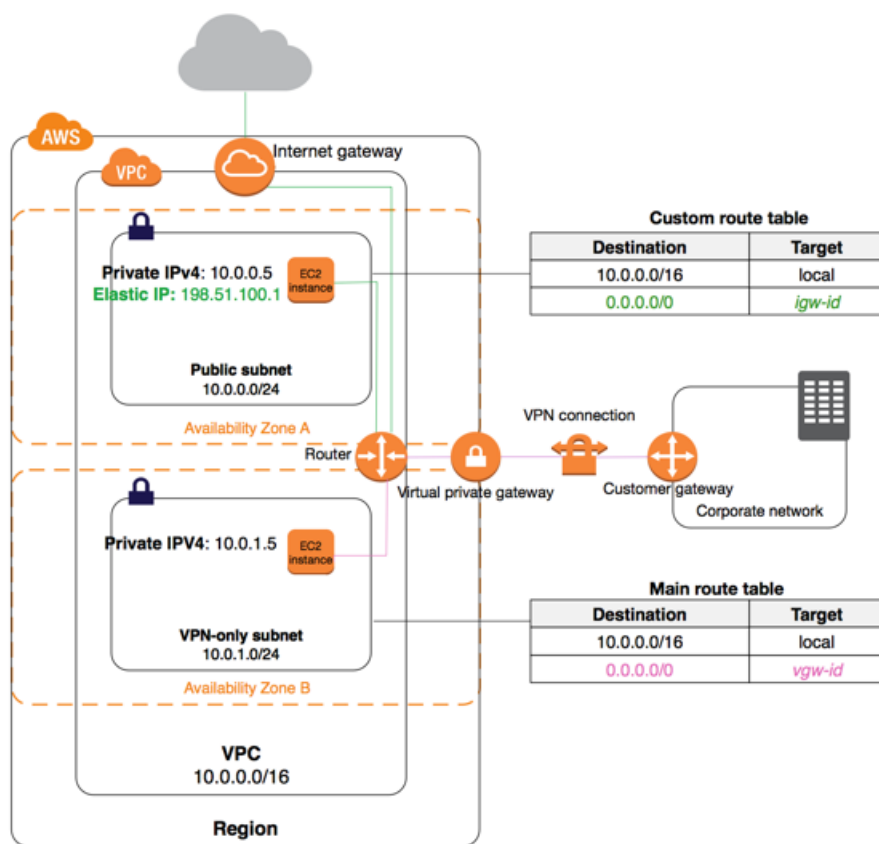 AWS
Internet gateway
VPC
Private IPv4: 10.0.0.5
Elastic IP: 198.51.100.1
EC2
instance
Public subnet
10.0.0.0/24
Availability Zone A
Custom route table
Destination Target
10.0.0.0/16 local
0.0.0.0/0 igw-id
Router
Virtual private gateway
VPN connection
Customer gateway
Corporate network
Private IPV4: 10.0.1.5
EC2
instance
VPN-only subnet
10.0.1.0/24
Availability Zone B
Main route table
Destination Target
10.0.0.0/16 local
0.0.0.0/0 vgw-id
VPC
10.0.0.0/16
Region